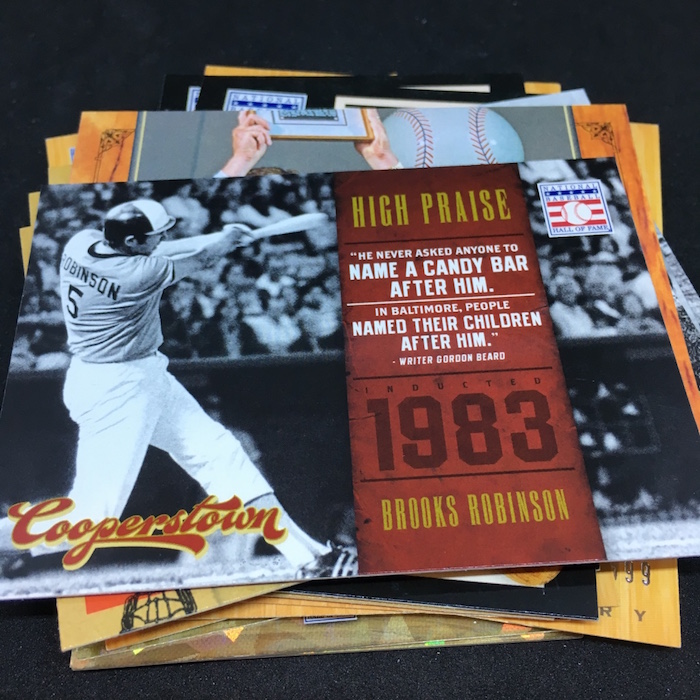 NATIONAL
HIGH PRAISE
NATIONAL
BASEBALL
HALL OF FAME
"HE NEVER ASKED ANYONE TO
NAME A CANDY BAR
AFTER HIM.
IN BALTIMORE, PEOPLE
NAMED THEIR CHILDREN
AFTER HIM."
- WRITER GORDON BEARD
INDUCTED
1983
BROOKS ROBINSON
ROBINSON
5
Cooperstown
R Y